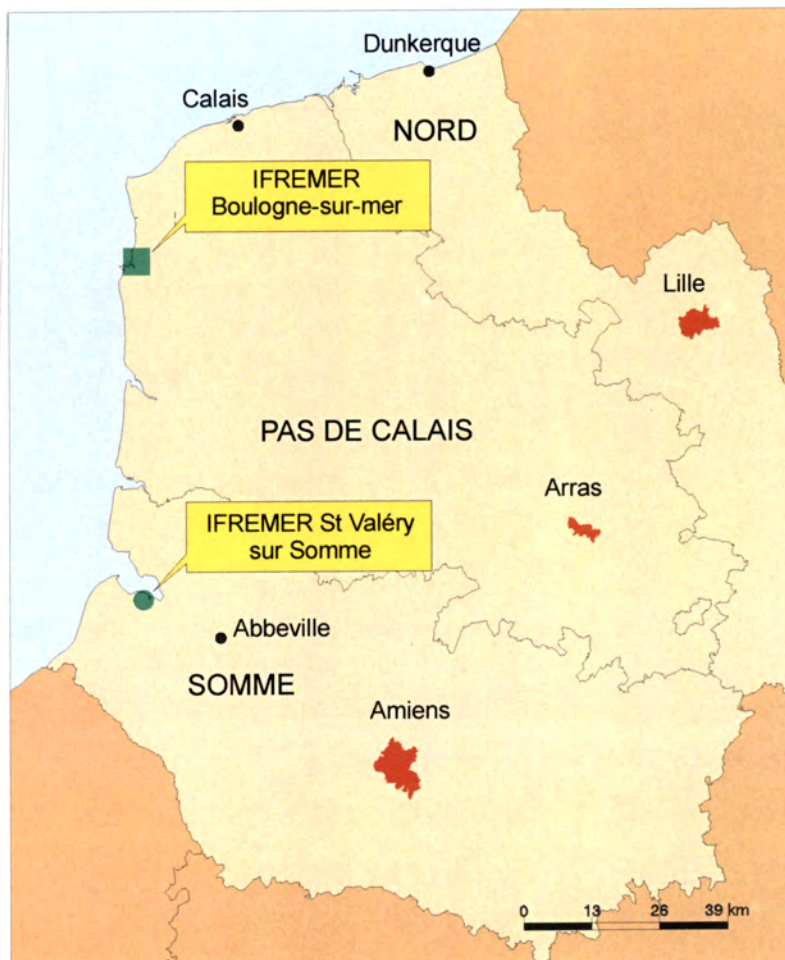 Dunkerque
Calais
NORD
IFREMER
Boulogne-sur-mer
Lille
PAS DE CALAIS
Arras
IFREMER St Valéry
sur Somme
Abbeville
SOMME
Amiens
0 13 26 39 km